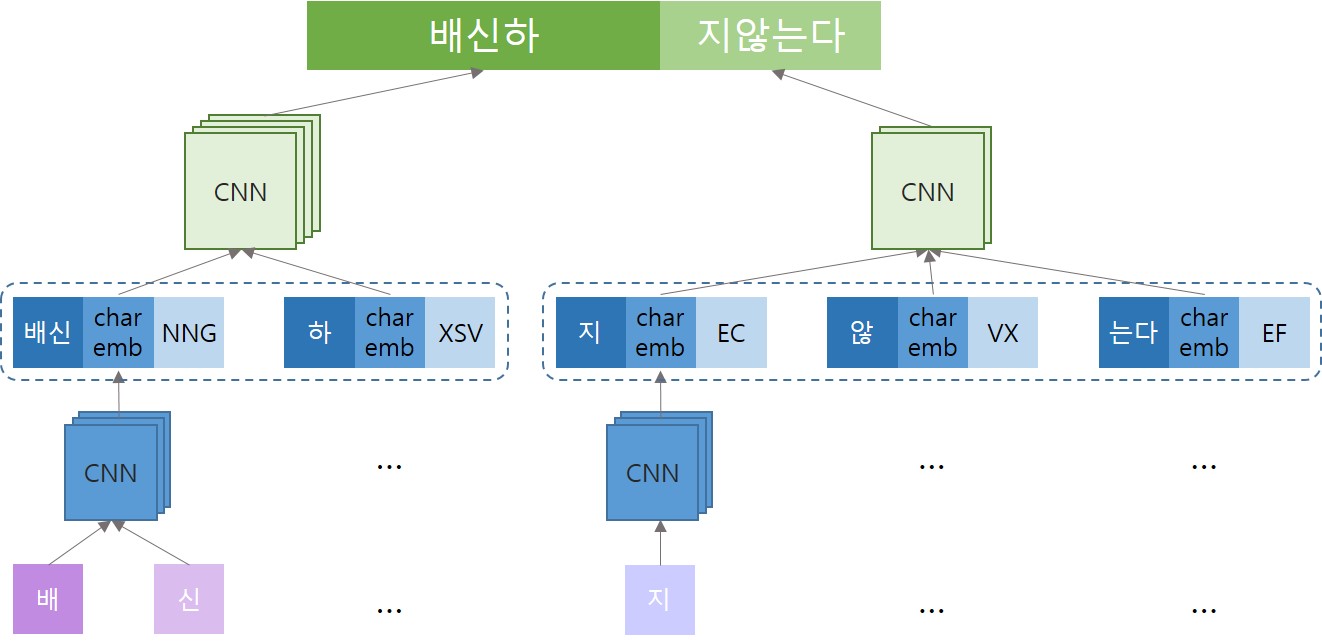 배신하 지않는다
CNN CNN
배신 char emb NNG 하 char emb XSV 지 char emb EC 않 char emb VX 는다 char emb EF
CNN ... CNN ... ...
배 신 ... 지 ... ...